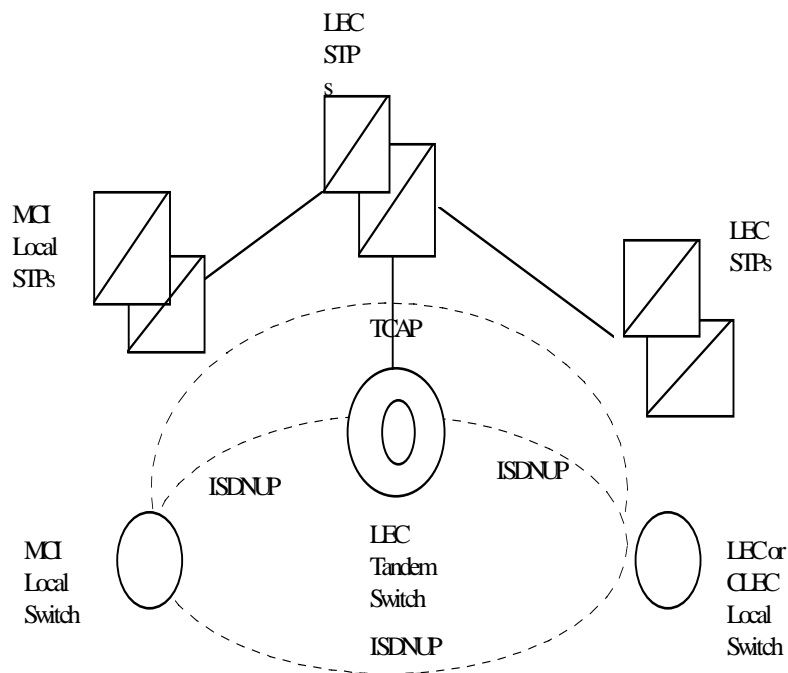 LEC
STP
s
MCI
Local
STPs
LEC
STPs
TCAP
ISDNUP
ISDNUP
MCI
Local
Switch
LEC
Tandem
Switch
LEC or
CLEC
Local
Switch
ISDNUP